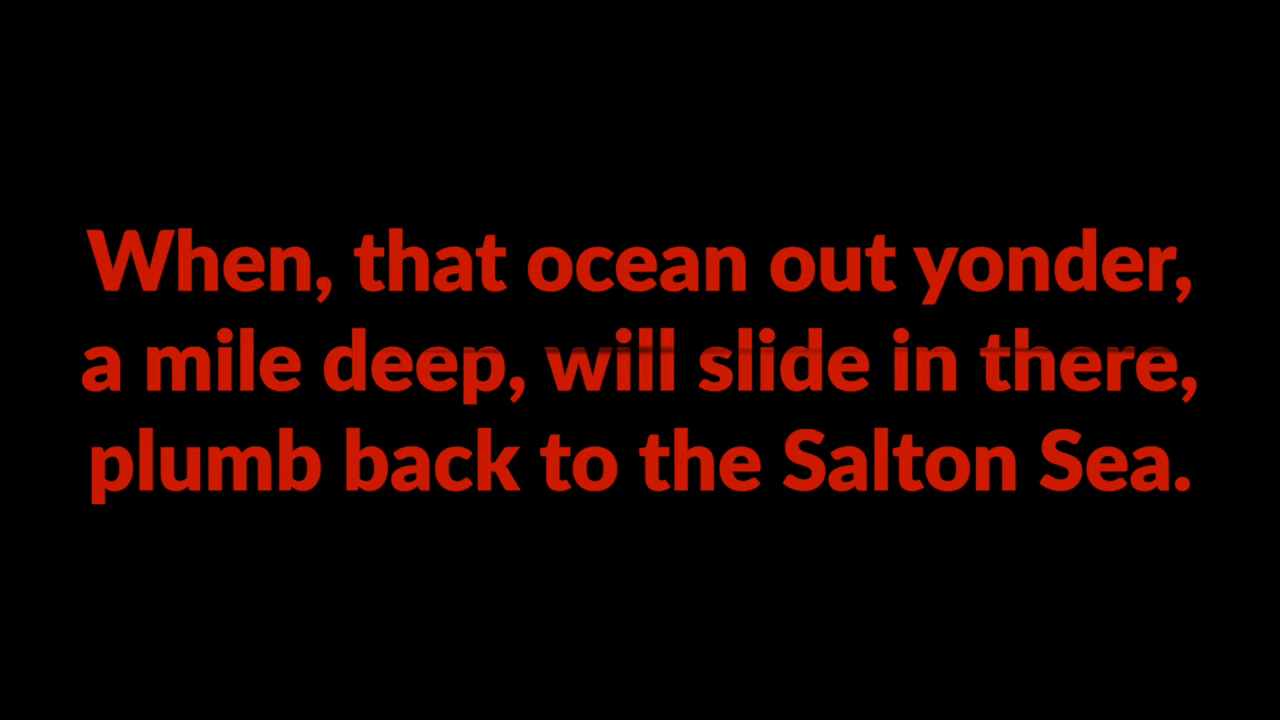 When, that ocean out yonder,
a mile deep, will slide in there,
plumb back to the Salton Sea.